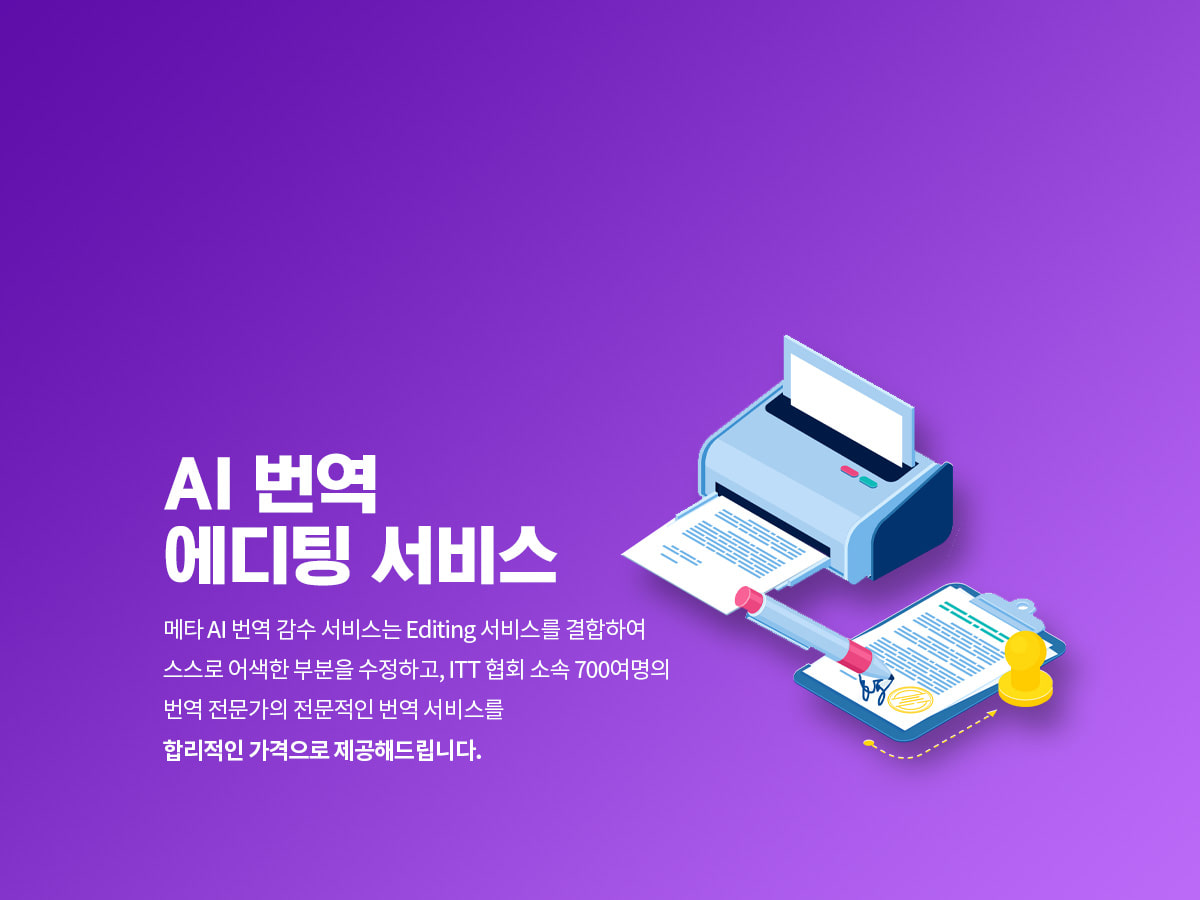 AI 번역
에디팅 서비스
메타 AI 번역 감수 서비스는 Editing 서비스를 결합하여
스스로 어색한 부분을 수정하고, ITT 협회 소속 700여명의
번역 전문가의 전문적인 번역 서비스를
합리적인 가격으로 제공해드립니다.